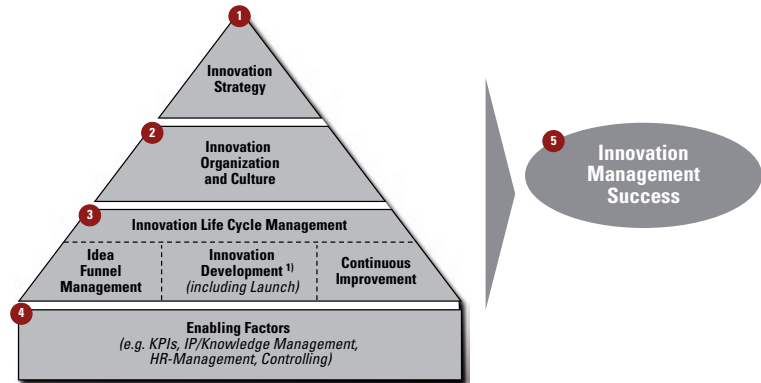 1
Innovation
Strategy
2
Innovation
Organization
and Culture
3
Innovation Life Cycle Management
Idea
Funnel
Management
Innovation
Development 1)
(including Launch)
Continuous
Improvement
4
Enabling Factors
(e.g. KPIs, IP/Knowledge Management,
HR-Management, Controlling)
5
Innovation
Management
Success